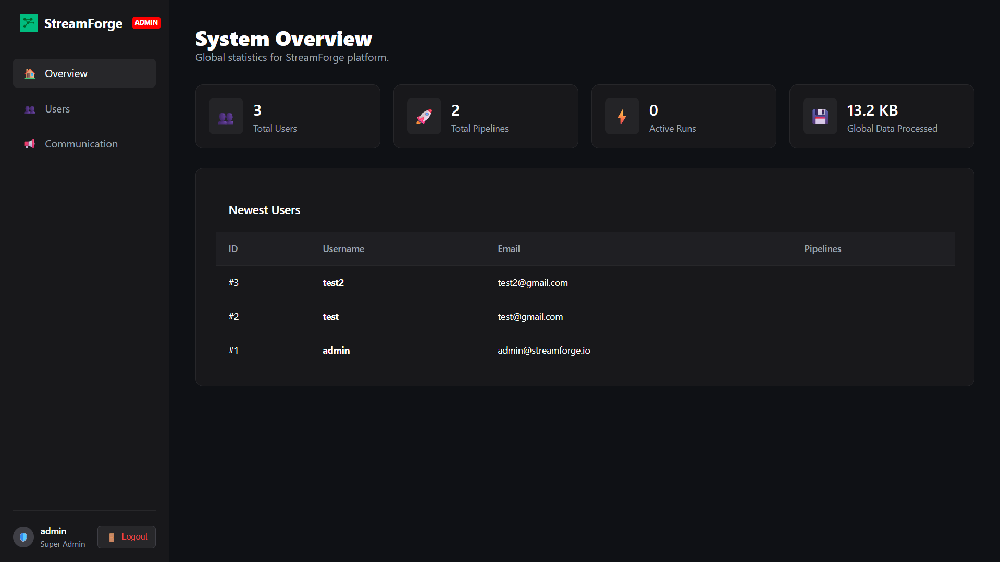 StreamForge ADMIN
Overview
Users
Communication
admin
Super Admin
Logout
System Overview
Global statistics for StreamForge platform.
3
Total Users
2
Total Pipelines
0
Active Runs
13.2 KB
Global Data Processed
Newest Users
ID Username Email Pipelines
#3 test2 test2@gmail.com
#2 test test@gmail.com
#1 admin admin@streamforge.io